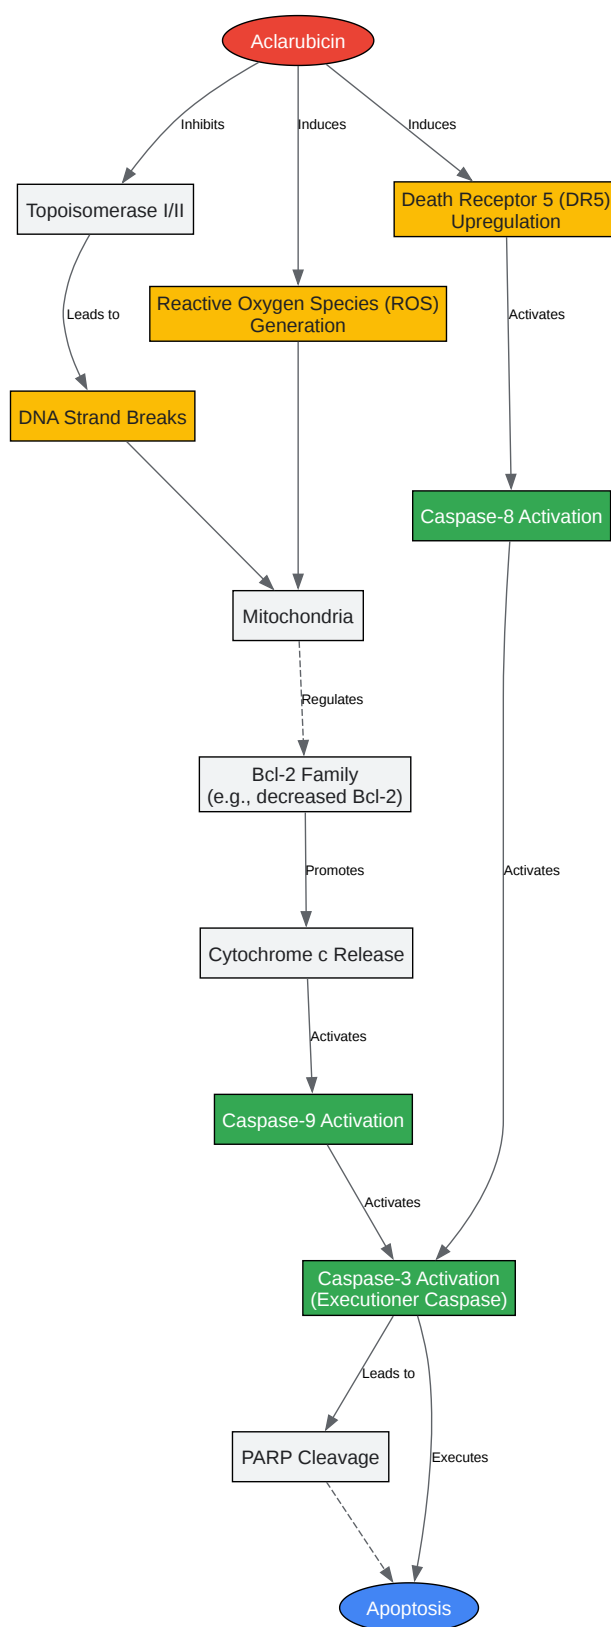 Aclarubicin
Inhibits
Induces
Induces
Topoisomerase I/II
Death Receptor 5 (DR5)
Upregulation
Reactive Oxygen Species (ROS)
Generation
Leads to
Activates
DNA Strand Breaks
Caspase-8 Activation
Mitochondria
Regulates
Bcl-2 Family
(e.g., decreased Bcl-2)
Promotes
Activates
Cytochrome c Release
Activates
Caspase-9 Activation
Activates
Caspase-3 Activation
(Executioner Caspase)
Leads to
PARP Cleavage
Executes
Apoptosis